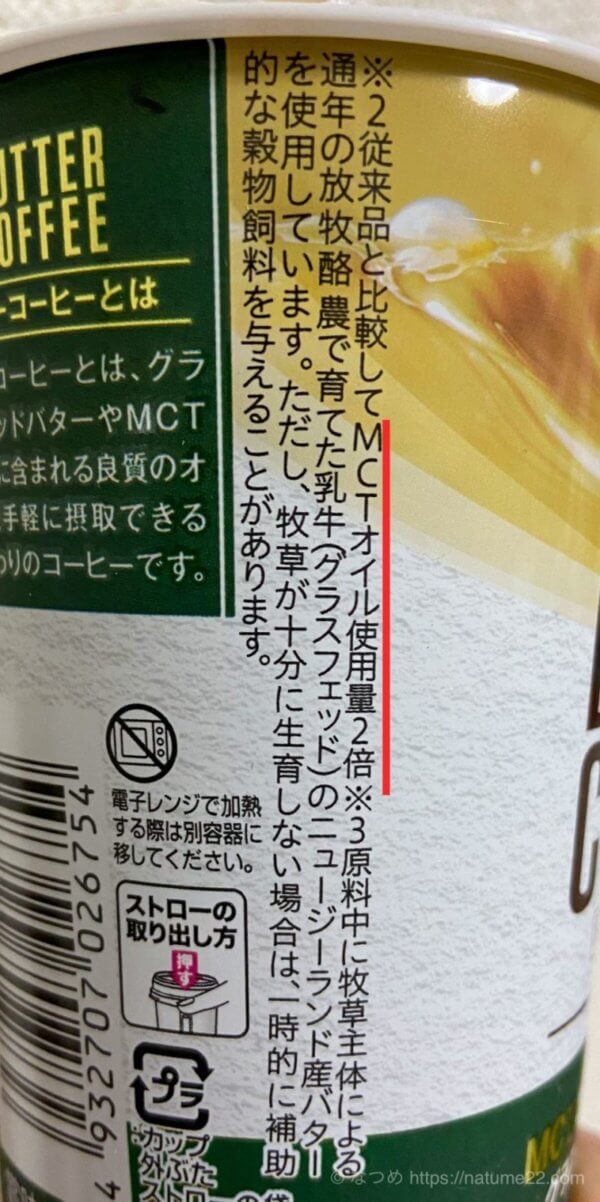 ※2従来品と比較してMCTオイル使用量2倍※3原料中に牧草主体による
通年の放牧酪農で育てた乳牛(グラスフェッド)のニュージーランド産バター
を使用しています。ただし、牧草が十分に生育しない場合は、一時的に補助
的な穀物飼料を与えることがあります。
UTTER
OFFEE
ーコーヒーとは
コーヒーとは、グラ
ッドバターやMCT
に含まれる良質のオ
手軽に摂取できる
わりのコーヒーです。
電子レンジで加熱
する際は別容器に
移してください。
ストローの
取り出し方
押す
プラ
カップ
外ぶた
ストローの袋
4 932707 026754
MCT
© なつめ https://natume22.com